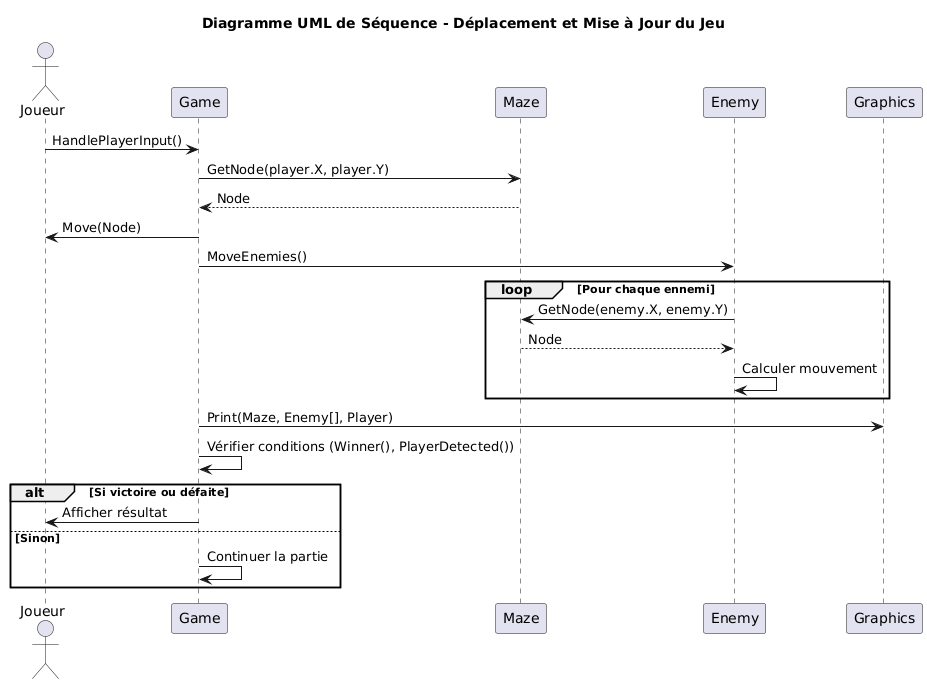 Diagramme UML de Séquence - Déplacement et Mise à Jour du Jeu
Joueur
Game
Maze
Enemy
Graphics
HandlePlayerInput()
GetNode(player.X, player.Y)
Node
Move(Node)
MoveEnemies()
loop [Pour chaque ennemi]
GetNode(enemy.X, enemy.Y)
Node
Calculer mouvement
Print(Maze, Enemy[], Player)
Vérifier conditions (Winner(), PlayerDetected())
alt [Si victoire ou défaite]
Afficher résultat
[Sinon]
Continuer la partie
Joueur
Game
Maze
Enemy
Graphics